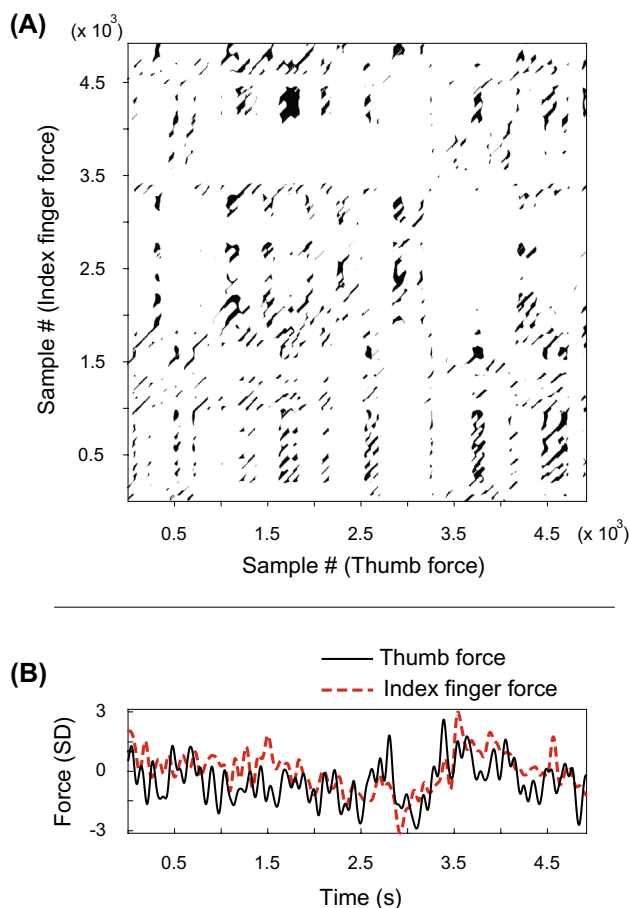 (A)
(x 10³)
4.5
3.5
2.5
1.5
0.5
Sample # (Index finger force)
0.5 1.5 2.5 3.5 4.5 (x 10³)
Sample # (Thumb force)
(B)
Thumb force
Index finger force
3
0
-3
Force (SD)
0.5 1.5 2.5 3.5 4.5
Time (s)